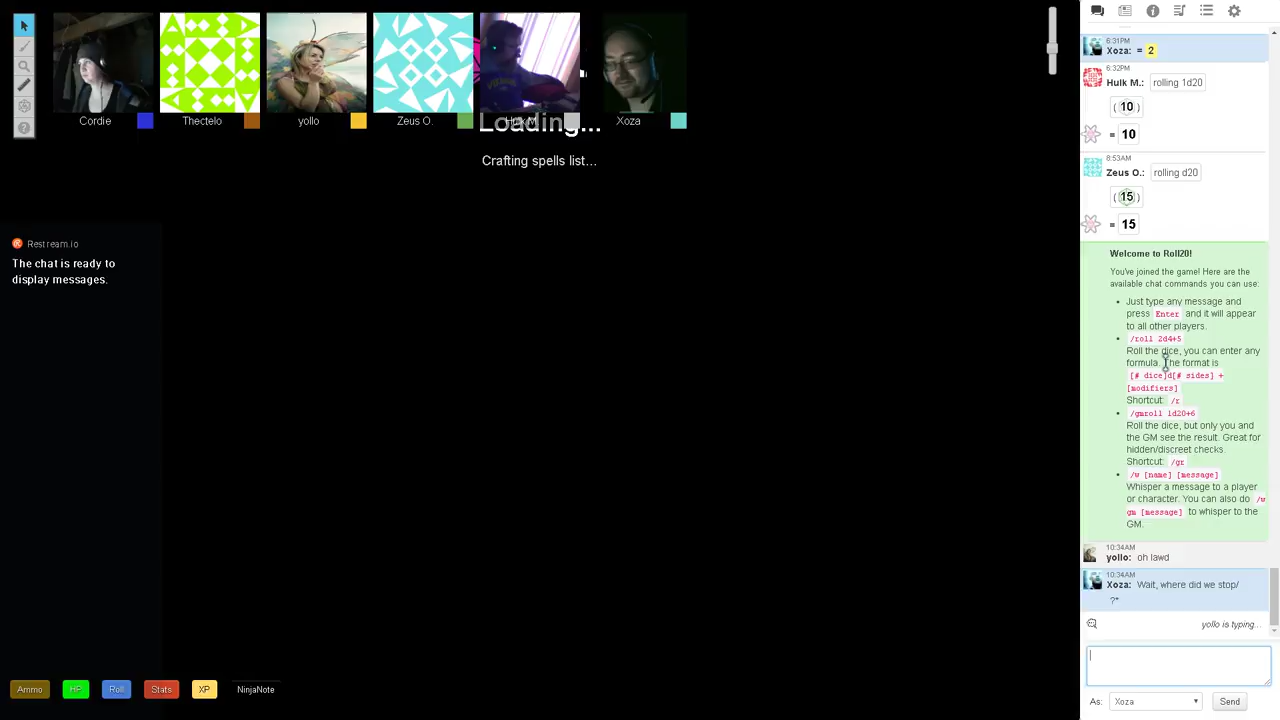 Cordie
Thectelo
yollo
Zeus O.
Hulk M.
Xoza
Loading...
Crafting spells list...
Restream.io
The chat is ready to
display messages.
Ammo
HP
Roll
Stats
XP
NinjaNote
6:31PM
Xoza: = 2
6:32PM
Hulk M.: rolling 1d20
(10)
= 10
8:53AM
Zeus O.: rolling d20
(15)
= 15
Welcome to Roll20!
You've joined the game! Here are the
available chat commands you can use:
• Just type any message and
press Enter and it will appear
to all other players.
• /roll 2d4+5
Roll the dice, you can enter any
formula. The format is
[# dice]d[# sides] +
[modifiers]
Shortcut: /r
• /gmroll 1d20+6
Roll the dice, but only you and
the GM see the result. Great for
hidden/discreet checks.
Shortcut: /gr
• /w [name] [message]
Whisper a message to a player
or character. You can also do /w
gm [message] to whisper to the
GM.
10:34AM
yollo: oh lawd
10:34AM
Xoza: Wait, where did we stop/
?*
yollo is typing...
As: Xoza
Send